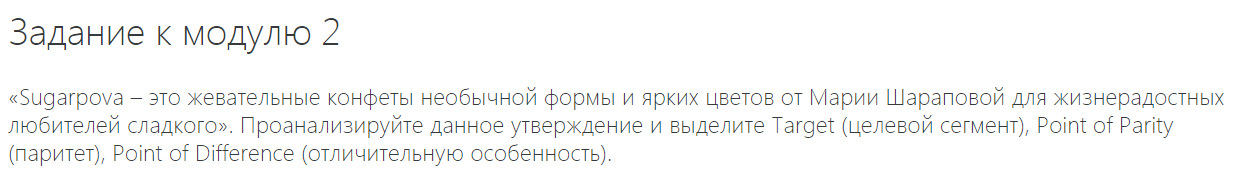 Задание к модулю 2
«Sugarpova – это жевательные конфеты необычной формы и ярких цветов от Марии Шараповой для жизнерадостных
любителей сладкого». Проанализируйте данное утверждение и выделите Target (целевой сегмент), Point of Parity
(паритет), Point of Difference (отличительную особенность).